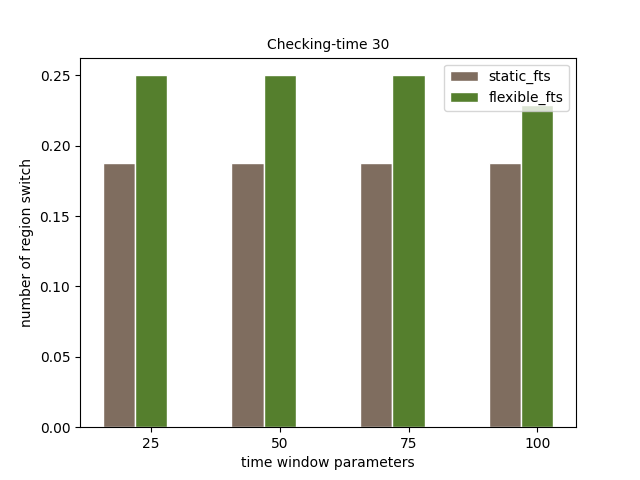 Checking-time 30
static_fts
flexible_fts
0.25
0.20
0.15
0.10
0.05
0.00
number of region switch
25 50 75 100
time window parameters